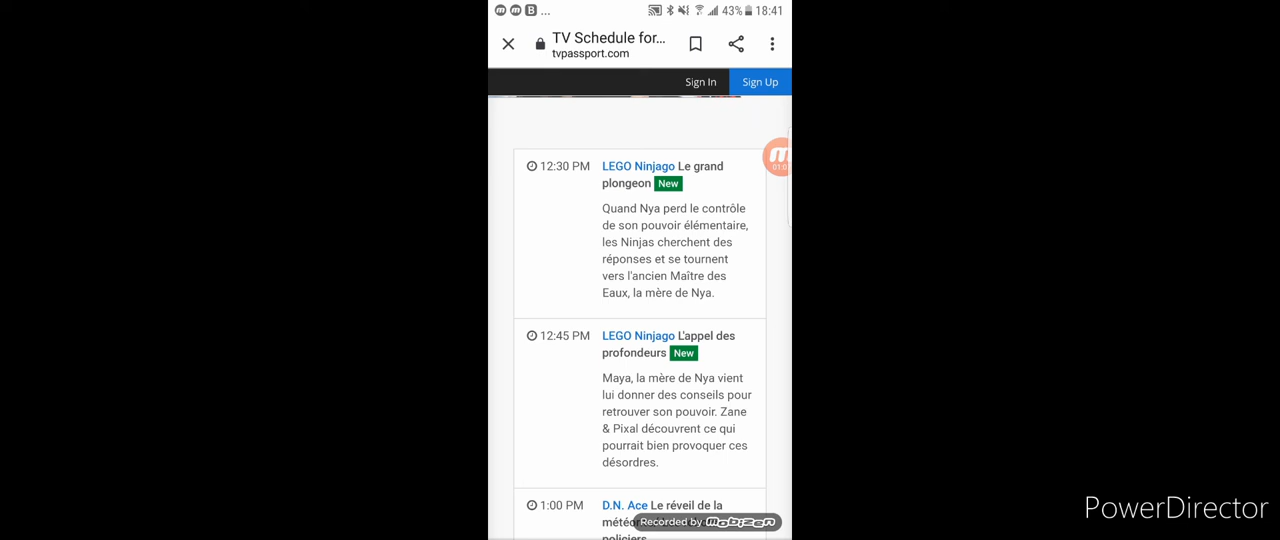 B ... 43% 18:41
TV Schedule for...
tvpassport.com
Sign In Sign Up
12:30 PM LEGO Ninjago Le grand
plongeon New
Quand Nya perd le contrôle
de son pouvoir élémentaire,
les Ninjas cherchent des
réponses et se tournent
vers l'ancien Maître des
Eaux, la mère de Nya.
12:45 PM LEGO Ninjago L'appel des
profondeurs New
Maya, la mère de Nya vient
lui donner des conseils pour
retrouver son pouvoir. Zane
& Pixal découvrent ce qui
pourrait bien provoquer ces
désordres.
1:00 PM D.N. Ace Le réveil de la
policiers
Recorded by mobizen
PowerDirector